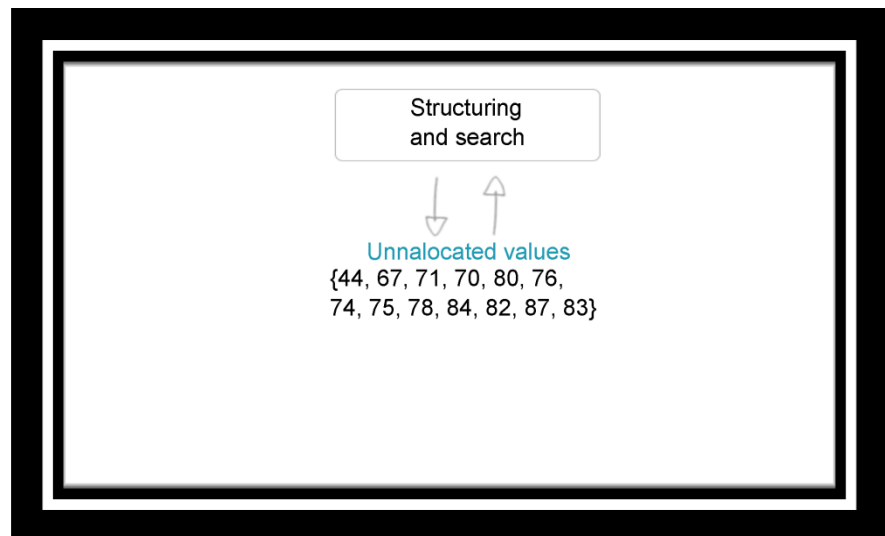 Structuring
and search
Unnalocated values
{44, 67, 71, 70, 80, 76,
74, 75, 78, 84, 82, 87, 83}